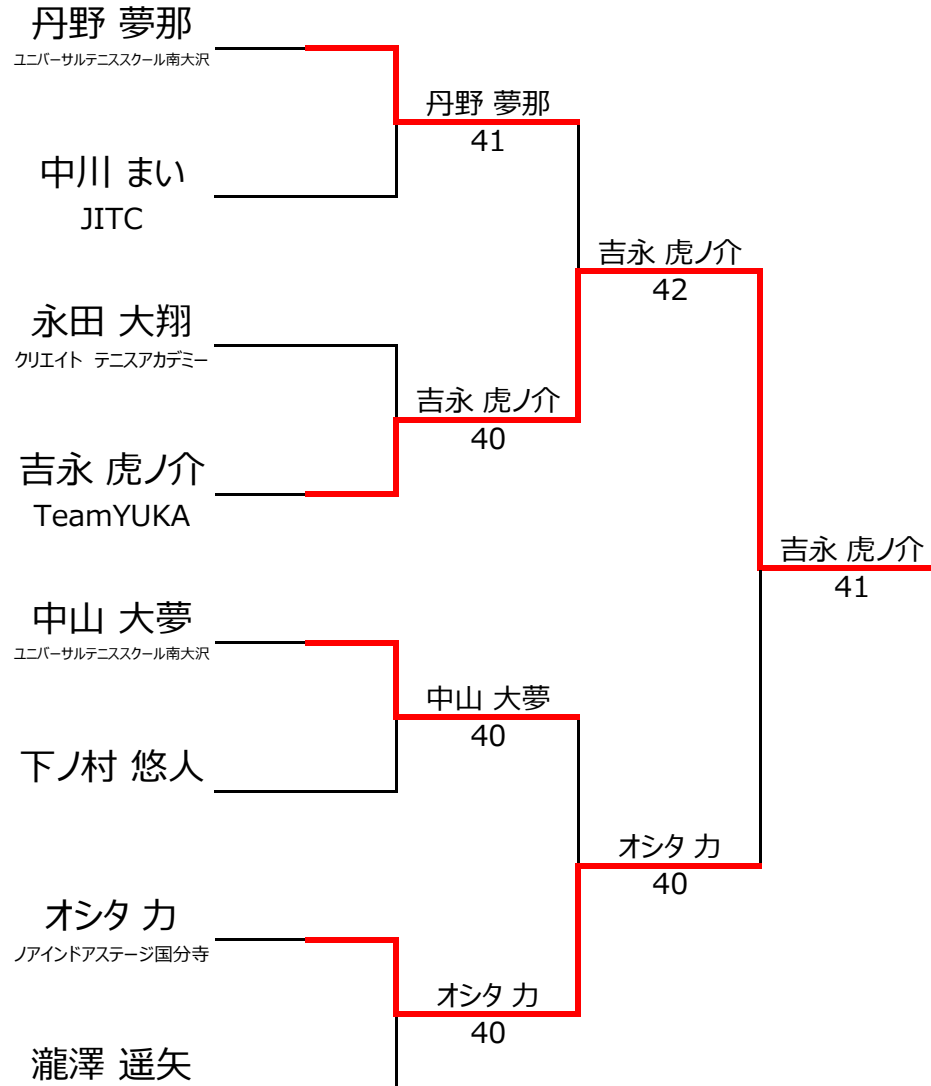 丹野 夢那
ユニバーサルテニススクール南大沢
丹野 夢那
41
中川 まい
JITC
吉永 虎ノ介
42
永田 大翔
クリエイト　テニスアカデミー
吉永 虎ノ介
40
吉永 虎ノ介
TeamYUKA
吉永 虎ノ介
41
中山 大夢
ユニバーサルテニススクール南大沢
中山 大夢
40
下ノ村 悠人
オシタ 力
40
オシタ 力
ノアインドアステージ国分寺
オシタ 力
40
瀧澤 遥矢